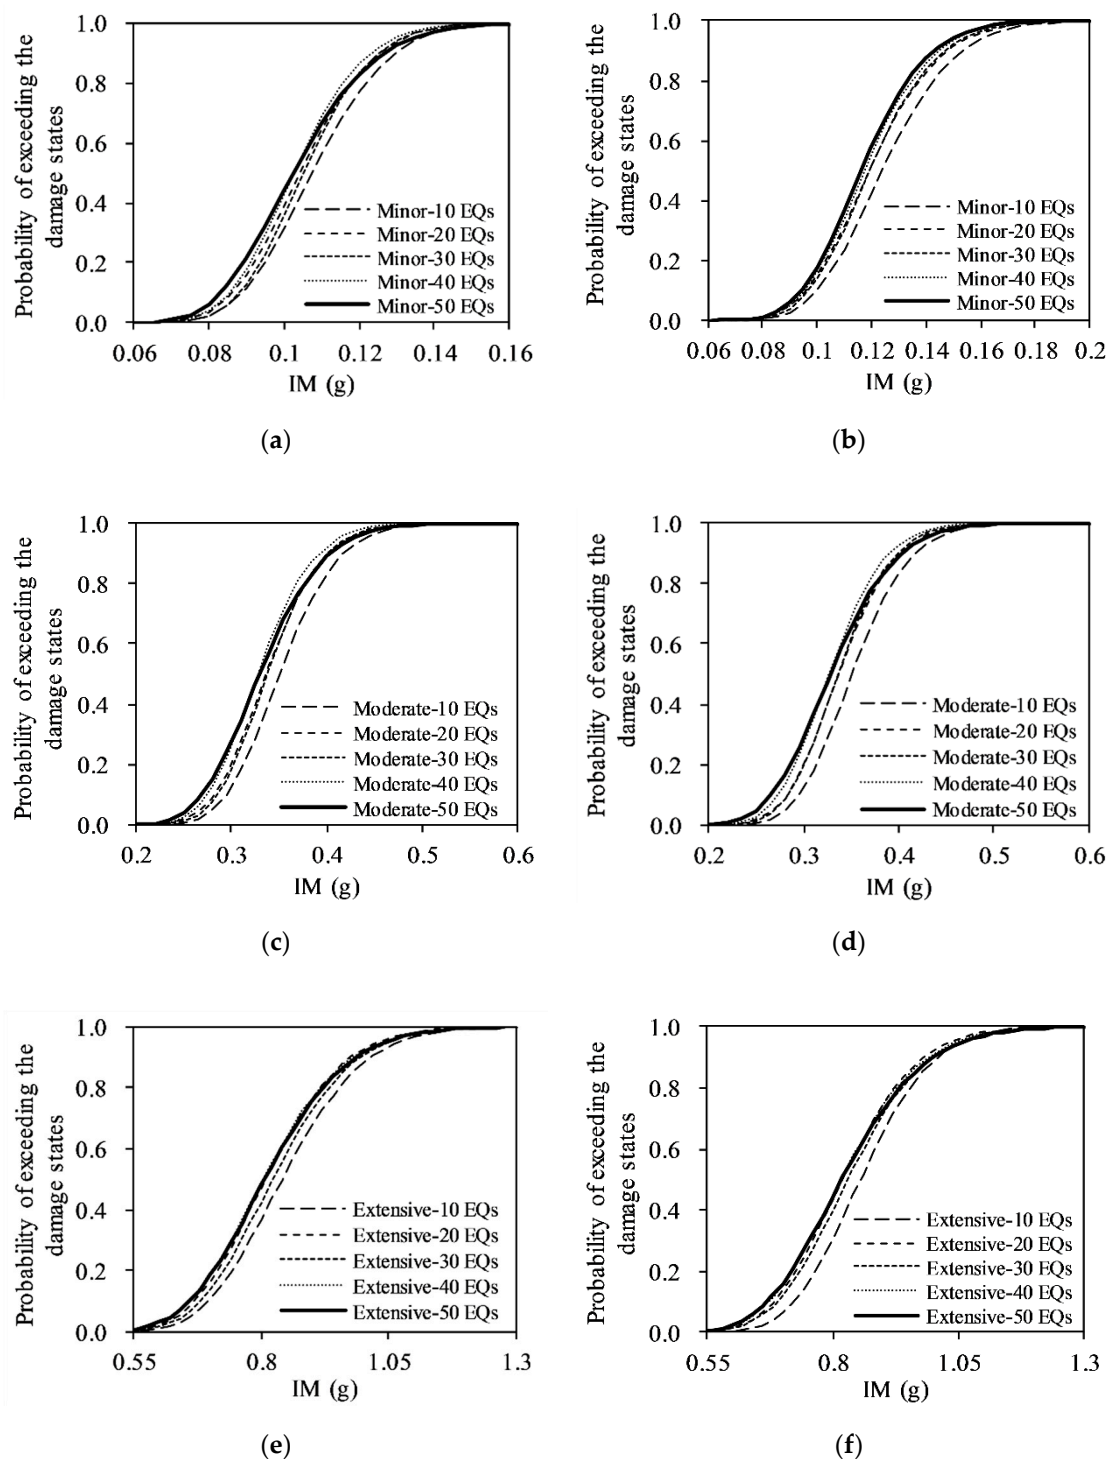 Probability of exceeding the
damage states
1.0
0.8
0.6
0.4
0.2
0.0
Minor-10 EQs
Minor-20 EQs
Minor-30 EQs
Minor-40 EQs
Minor-50 EQs
0.06
0.08
0.1
0.12
0.14
0.16
IM (g)
(a)
Probability of exceeding the
damage states
1.0
0.8
0.6
0.4
0.2
0.0
Minor-10 EQs
Minor-20 EQs
Minor-30 EQs
Minor-40 EQs
Minor-50 EQs
0.06
0.08
0.1
0.12
0.14
0.16
0.18
0.2
IM (g)
(b)
Probability of exceeding the
damage states
1.0
0.8
0.6
0.4
0.2
0.0
Moderate-10 EQs
Moderate-20 EQs
Moderate-30 EQs
Moderate-40 EQs
Moderate-50 EQs
0.2
0.3
0.4
0.5
0.6
IM (g)
(c)
Probability of exceeding the
damage states
1.0
0.8
0.6
0.4
0.2
0.0
Moderate-10 EQs
Moderate-20 EQs
Moderate-30 EQs
Moderate-40 EQs
Moderate-50 EQs
0.2
0.3
0.4
0.5
0.6
IM (g)
(d)
Probability of exceeding the
damage states
1.0
0.8
0.6
0.4
0.2
0.0
Extensive-10 EQs
Extensive-20 EQs
Extensive-30 EQs
Extensive-40 EQs
Extensive-50 EQs
0.55
0.8
1.05
1.3
IM (g)
(e)
Probability of exceeding the
damage states
1.0
0.8
0.6
0.4
0.2
0.0
Extensive-10 EQs
Extensive-20 EQs
Extensive-30 EQs
Extensive-40 EQs
Extensive-50 EQs
0.55
0.8
1.05
1.3
IM (g)
(f)